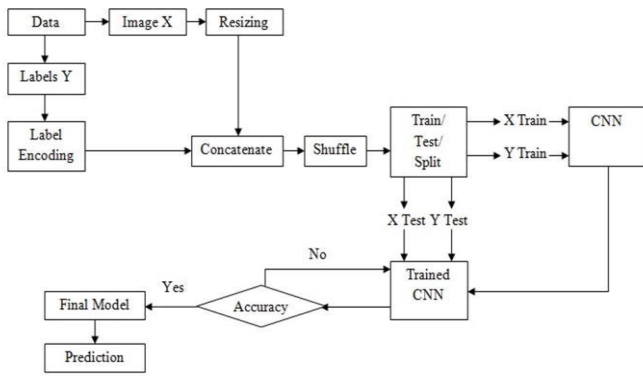 Data
Image X
Resizing
Labels Y
Label
Encoding
Concatenate
Shuffle
Train/
Test/
Split
X Train
Y Train
CNN
X Test
Y Test
No
Trained
CNN
Yes
Accuracy
Final Model
Prediction